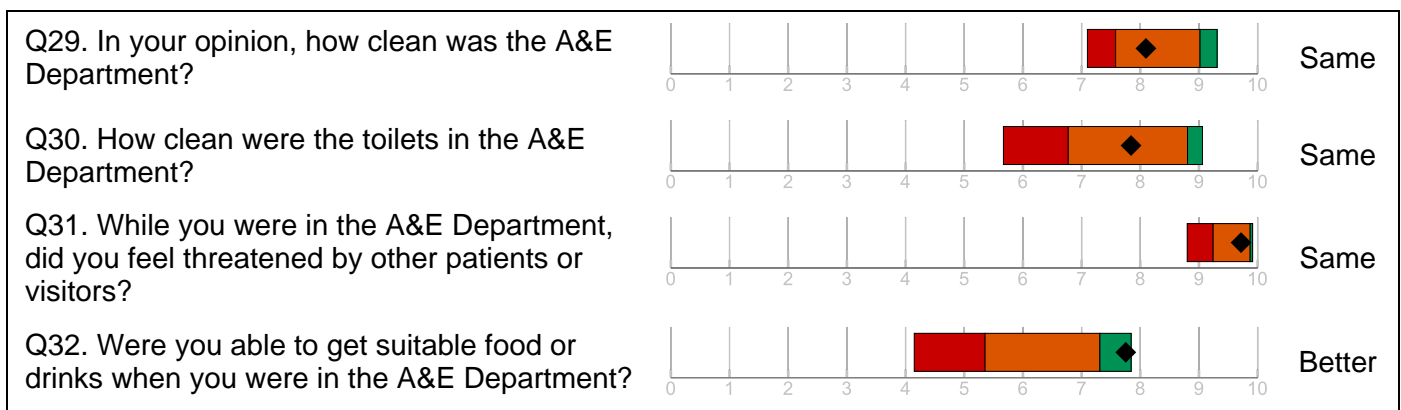 Q29. In your opinion, how clean was the A&E
Department?
Same
0 1 2 3 4 5 6 7 8 9 10
Q30. How clean were the toilets in the A&E
Department?
Same
0 1 2 3 4 5 6 7 8 9 10
Q31. While you were in the A&E Department,
did you feel threatened by other patients or
visitors?
Same
0 1 2 3 4 5 6 7 8 9 10
Q32. Were you able to get suitable food or
drinks when you were in the A&E Department?
Better
0 1 2 3 4 5 6 7 8 9 10